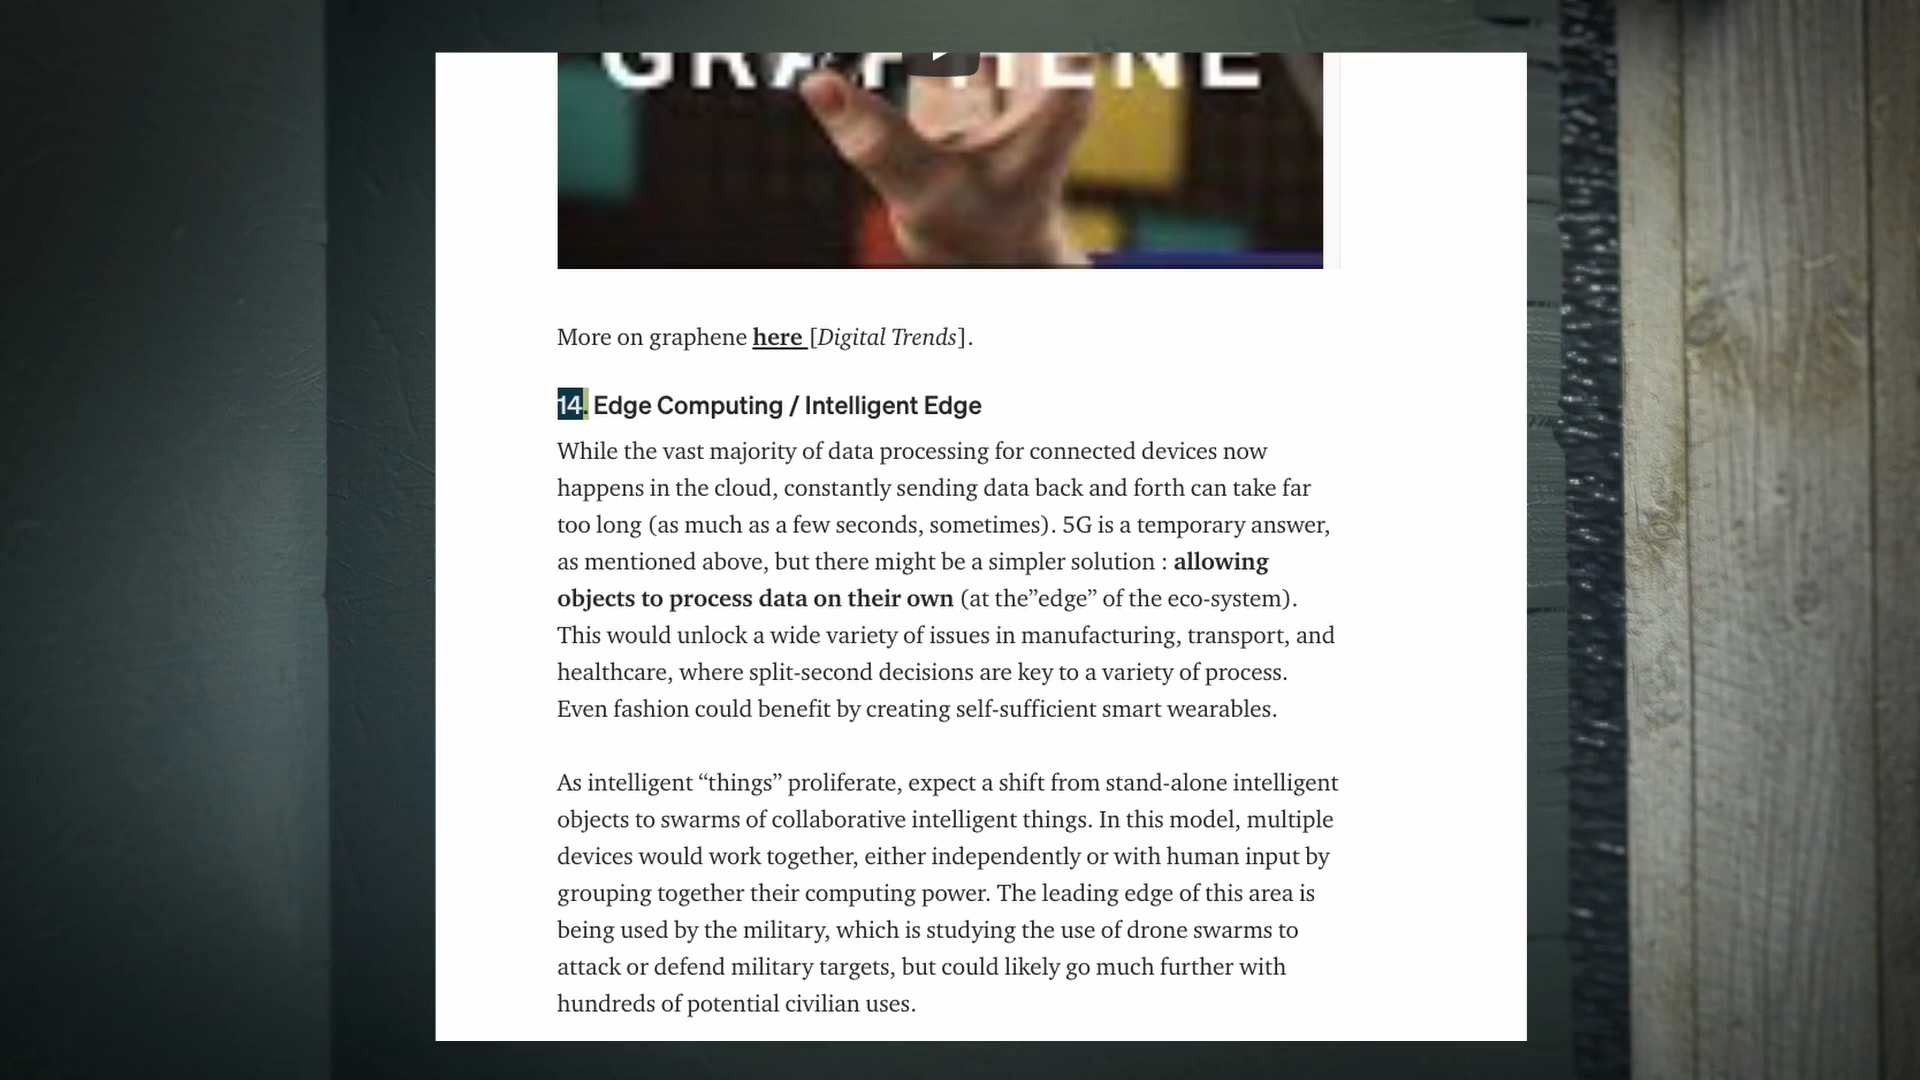 GRAPHENE
More on graphene here [Digital Trends].
14. Edge Computing / Intelligent Edge
While the vast majority of data processing for connected devices now
happens in the cloud, constantly sending data back and forth can take far
too long (as much as a few seconds, sometimes). 5G is a temporary answer,
as mentioned above, but there might be a simpler solution : allowing
objects to process data on their own (at the”edge” of the eco-system).
This would unlock a wide variety of issues in manufacturing, transport, and
healthcare, where split-second decisions are key to a variety of process.
Even fashion could benefit by creating self-sufficient smart wearables.
As intelligent “things” proliferate, expect a shift from stand-alone intelligent
objects to swarms of collaborative intelligent things. In this model, multiple
devices would work together, either independently or with human input by
grouping together their computing power. The leading edge of this area is
being used by the military, which is studying the use of drone swarms to
attack or defend military targets, but could likely go much further with
hundreds of potential civilian uses.